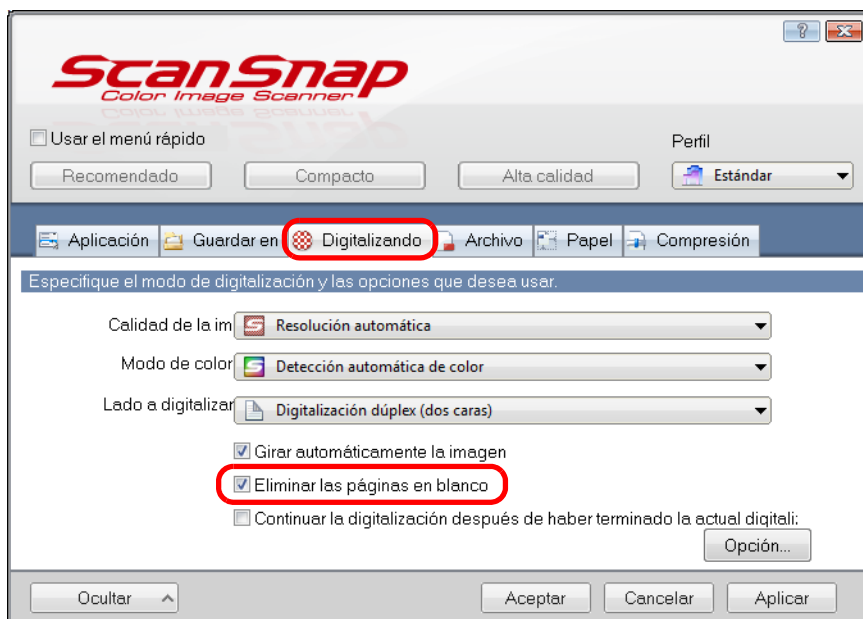 ScanSnap
Color Image Scanner
Usar el menú rápido
Perfil
Recomendado Compacto Alta calidad Estándar
Aplicación Guardar en Digitalizando Archivo Papel Compresión
Especifique el modo de digitalización y las opciones que desea usar.
Calidad de la im Resolución automática
Modo de color Detección automática de color
Lado a digitalizar Digitalización dúplex (dos caras)
Girar automáticamente la imagen
Eliminar las páginas en blanco
Continuar la digitalización después de haber terminado la actual digitali:
Opción...
Ocultar Aceptar Cancelar Aplicar